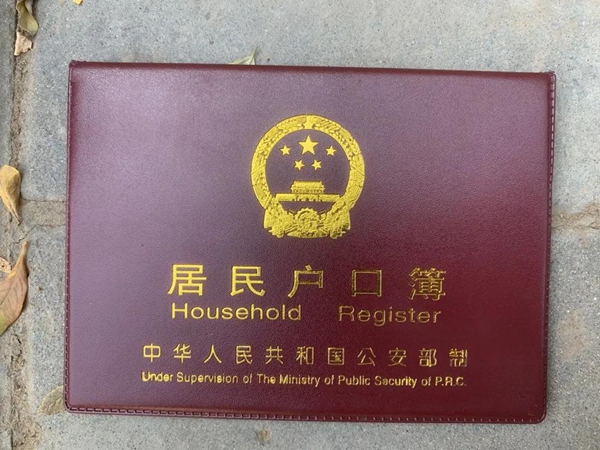 居民户口簿
Household Register
中华人民共和国公安部制
Under Supervision of The Ministry of Public Security of P.R.C.